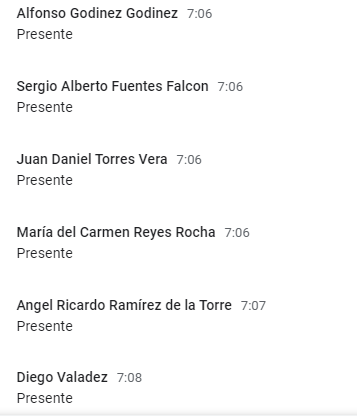 Alfonso Godinez Godinez 7:06
Presente
Sergio Alberto Fuentes Falcon 7:06
Presente
Juan Daniel Torres Vera 7:06
Presente
María del Carmen Reyes Rocha 7:06
Presente
Angel Ricardo Ramírez de la Torre 7:07
Presente
Diego Valadez 7:08
Presente